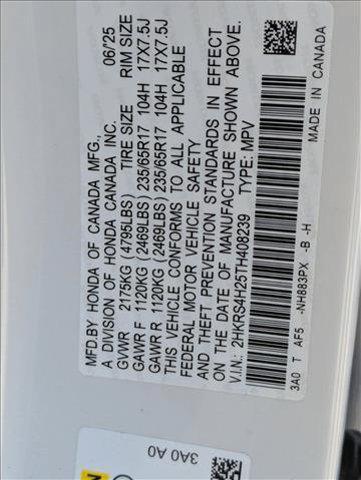 MFD.BY HONDA OF CANADA MFG.,
A DIVISION OF HONDA CANADA INC. 06/25
GVWR 2175KG (4795LBS) TIRE SIZE RIM SIZE
GAWR F 1120KG (2469LBS) 235/65R17 104H 17X7.5J
GAWR R 1120KG (2469LBS) 235/65R17 104H 17X7.5J
THIS VEHICLE CONFORMS TO ALL APPLICABLE
FEDERAL MOTOR VEHICLE SAFETY
AND THEFT PREVENTION STANDARDS IN EFFECT
ON THE DATE OF MANUFACTURE SHOWN ABOVE.
V.I.N.: 2HKRS4H25TH408239 TYPE: MPV
3A0 T AF5 -NH883PX -B -H MADE IN CANADA
3A0 A0